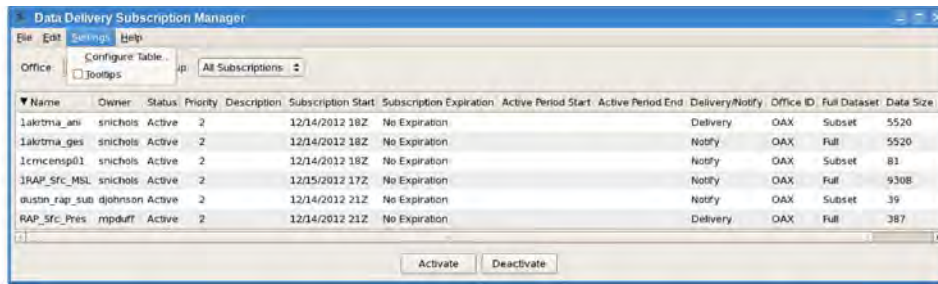 Data Delivery Subscription Manager
File Edit Settings Help
Configure Table...
Tooltips
Office up All Subscriptions
Name Owner Status Priority Description Subscription Start Subscription Expiration Active Period Start Active Period End Delivery/Notify Office ID Full Dataset Data Size
1akrtma_ani snichols Active 2 12/14/2012 18Z No Expiration Delivery OAX Subset 5520
1akrtma_ges snichols Active 2 12/14/2012 18Z No Expiration Notify OAX Full 5520
1cmcensp01 snichols Active 2 12/14/2012 18Z No Expiration Notify OAX Subset 81
1RAP_Sfc_MSL snichols Active 2 12/15/2012 17Z No Expiration Notify OAX Full 9308
dustin_rap_sub djohnson Active 2 12/14/2012 21Z No Expiration Notify OAX Subset 39
RAP_Sfc_Pres mpduff Active 2 12/14/2012 21Z No Expiration Delivery OAX Full 387
Activate Deactivate